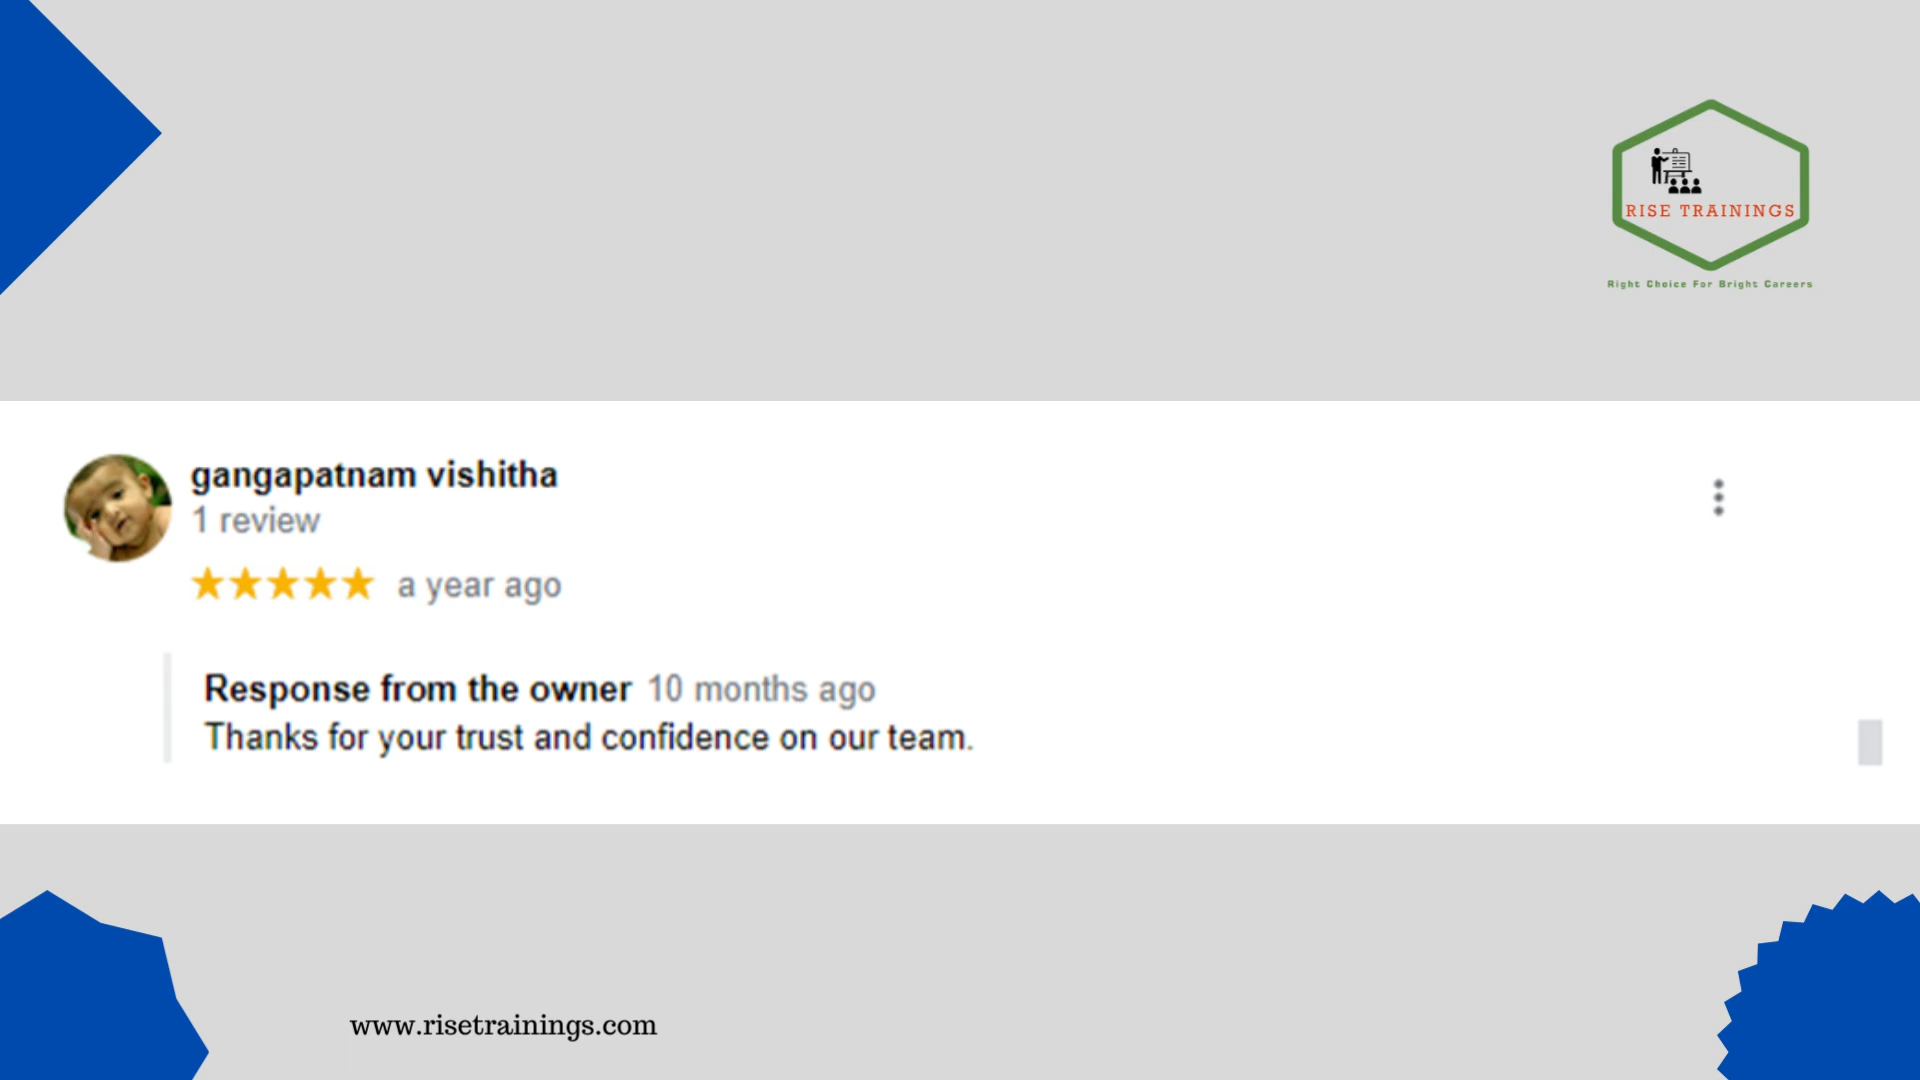 RISE TRAININGS
Right Choice For Bright Careers
gangapatnam vishitha
1 review
a year ago
Response from the owner 10 months ago
Thanks for your trust and confidence on our team.
www.risetrainings.com